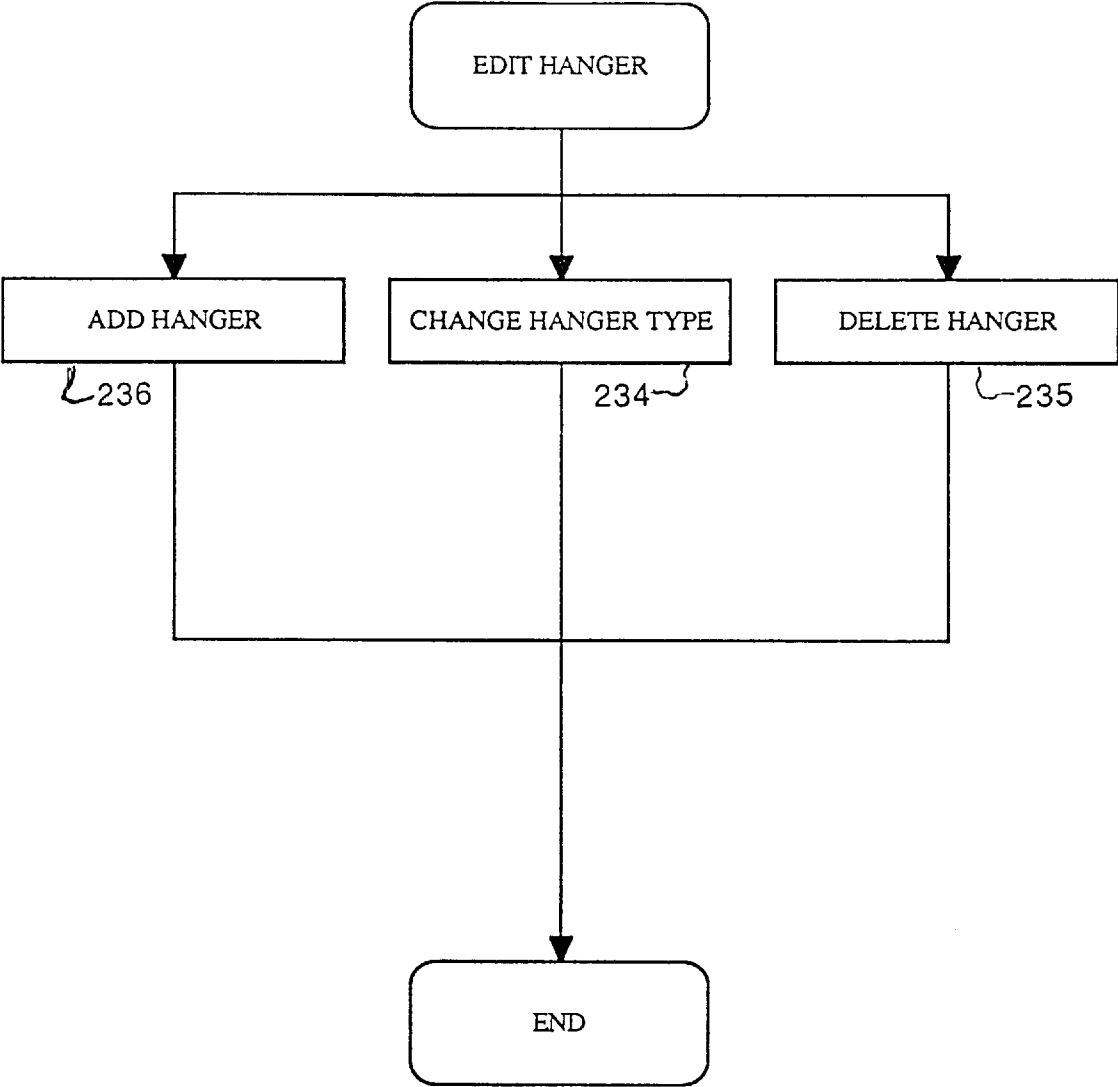 EDIT HANGER
ADD HANGER
CHANGE HANGER TYPE
DELETE HANGER
236
234
235
END